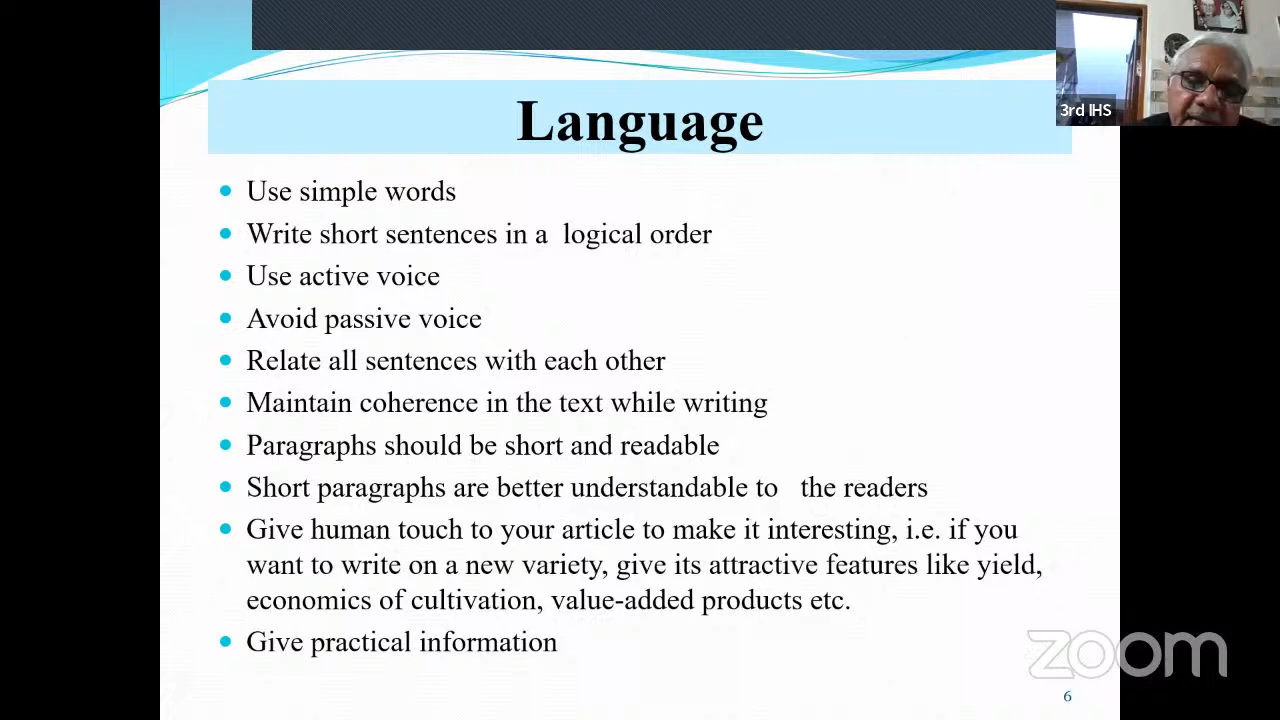 Language
3rd IHS
• Use simple words
• Write short sentences in a  logical order
• Use active voice
• Avoid passive voice
• Relate all sentences with each other
• Maintain coherence in the text while writing
• Paragraphs should be short and readable
• Short paragraphs are better understandable to   the readers
• Give human touch to your article to make it interesting, i.e. if you
want to write on a new variety, give its attractive features like yield,
economics of cultivation, value-added products etc.
• Give practical information
zoom
6